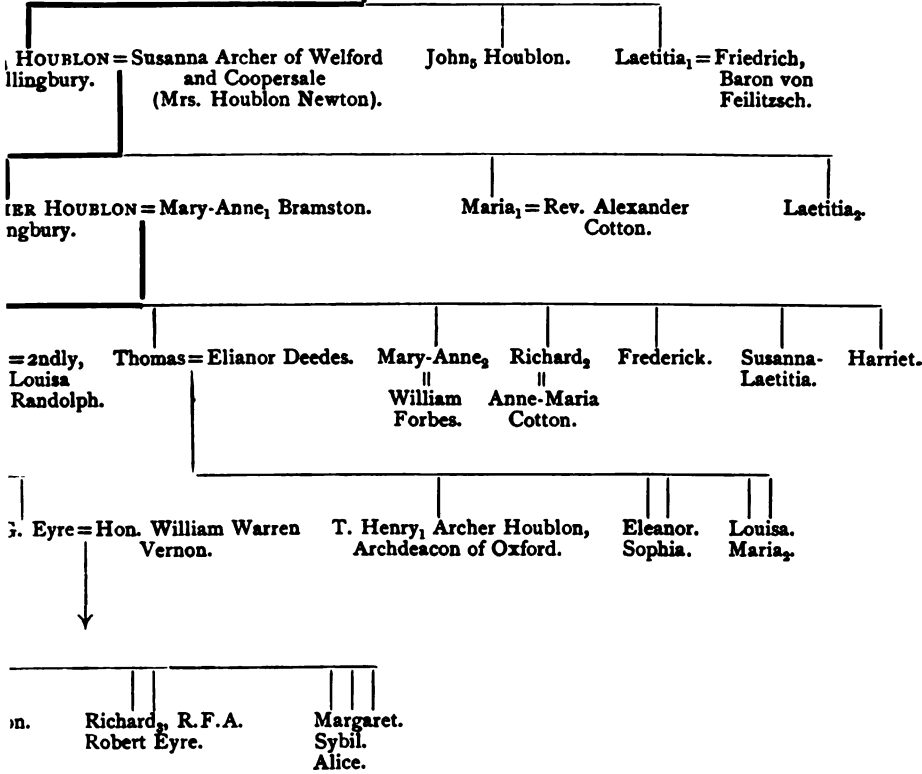 HOUBLON = Susanna Archer of Welford John₅ Houblon. Laetitia₁ = Friedrich,
llingbury. and Coopersale Baron von
(Mrs. Houblon Newton). Feilitzsch.
IER HOUBLON = Mary-Anne₁ Bramston. Maria₁ = Rev. Alexander Laetitia₂.
ngbury. Cotton.
= 2ndly, Thomas = Elianor Deedes. Mary-Anne₂ Richard₂ Frederick. Susanna- Harriet.
Louisa || || Laetitia.
Randolph. William Anne-Maria
Forbes. Cotton.
G. Eyre = Hon. William Warren T. Henry₁ Archer Houblon, Eleanor. Louisa.
Vernon. Archdeacon of Oxford. Sophia. Maria₂.
on. Richard₃, R.F.A. Margaret.
Robert Eyre. Sybil.
Alice.